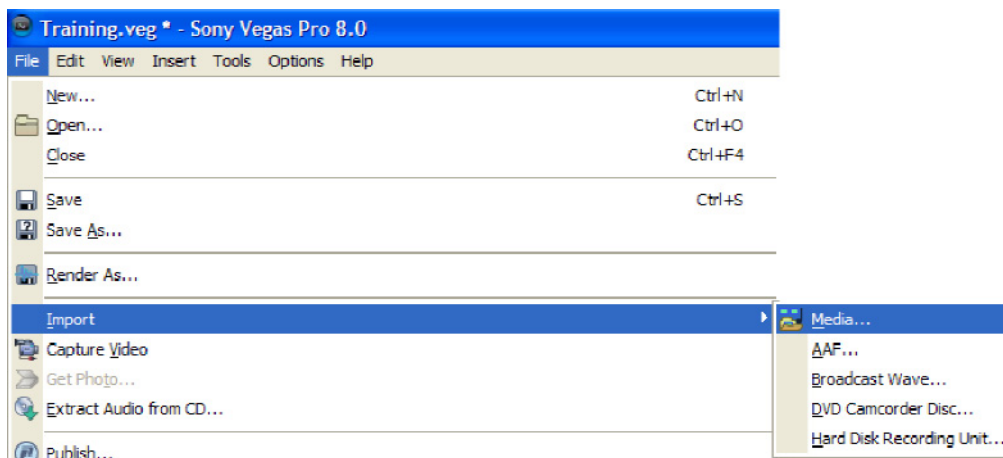 Training.veg * - Sony Vegas Pro 8.0
File Edit View Insert Tools Options Help
New... Ctrl+N
Open... Ctrl+O
Close Ctrl+F4
Save Ctrl+S
Save As...
Render As...
Import Media...
Capture Video AAF...
Get Photo... Broadcast Wave...
Extract Audio from CD... DVD Camcorder Disc...
Publish... Hard Disk Recording Unit...